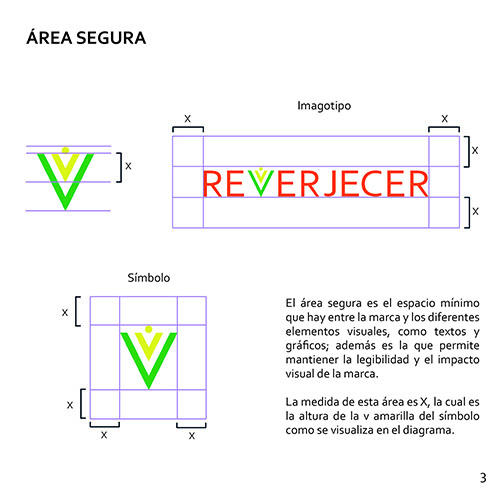 ÁREA SEGURA
Imagotipo
X
X
X
X
X
REVERJECER
X
Símbolo
X
X
X
X
El área segura es el espacio mínimo
que hay entre la marca y los diferentes
elementos visuales, como textos y
gráficos; además es la que permite
mantener la legibilidad y el impacto
visual de la marca.
La medida de esta área es X, la cual es
la altura de la v amarilla del símbolo
como se visualiza en el diagrama.
3